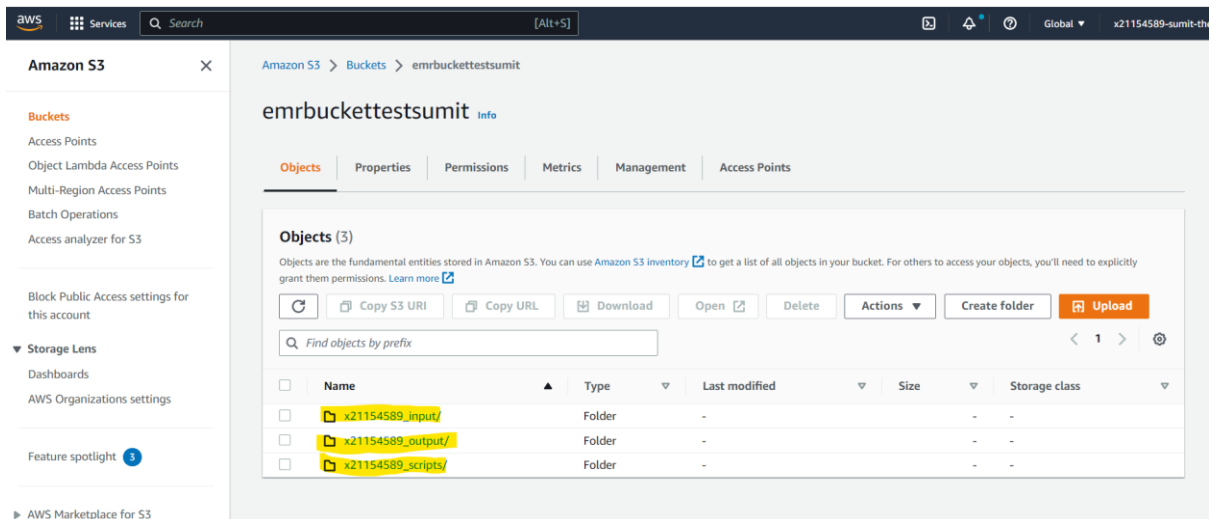 aws Services Search [Alt+S] Global x21154589-sumit-the
Amazon S3
Buckets
Access Points
Object Lambda Access Points
Multi-Region Access Points
Batch Operations
Access analyzer for S3
Block Public Access settings for
this account
Storage Lens
Dashboards
AWS Organizations settings
Feature spotlight 3
AWS Marketplace for S3
Amazon S3 > Buckets > emrbuckettestsumit
emrbuckettestsumit Info
Objects Properties Permissions Metrics Management Access Points
Objects (3)
Objects are the fundamental entities stored in Amazon S3. You can use Amazon S3 inventory to get a list of all objects in your bucket. For others to access your objects, you'll need to explicitly
grant them permissions. Learn more
Copy S3 URI Copy URL Download Open Delete Actions Create folder Upload
Find objects by prefix < 1 >
Name Type Last modified Size Storage class
x21154589_input/ Folder - - -
x21154589_output/ Folder - - -
x21154589_scripts/ Folder - - -